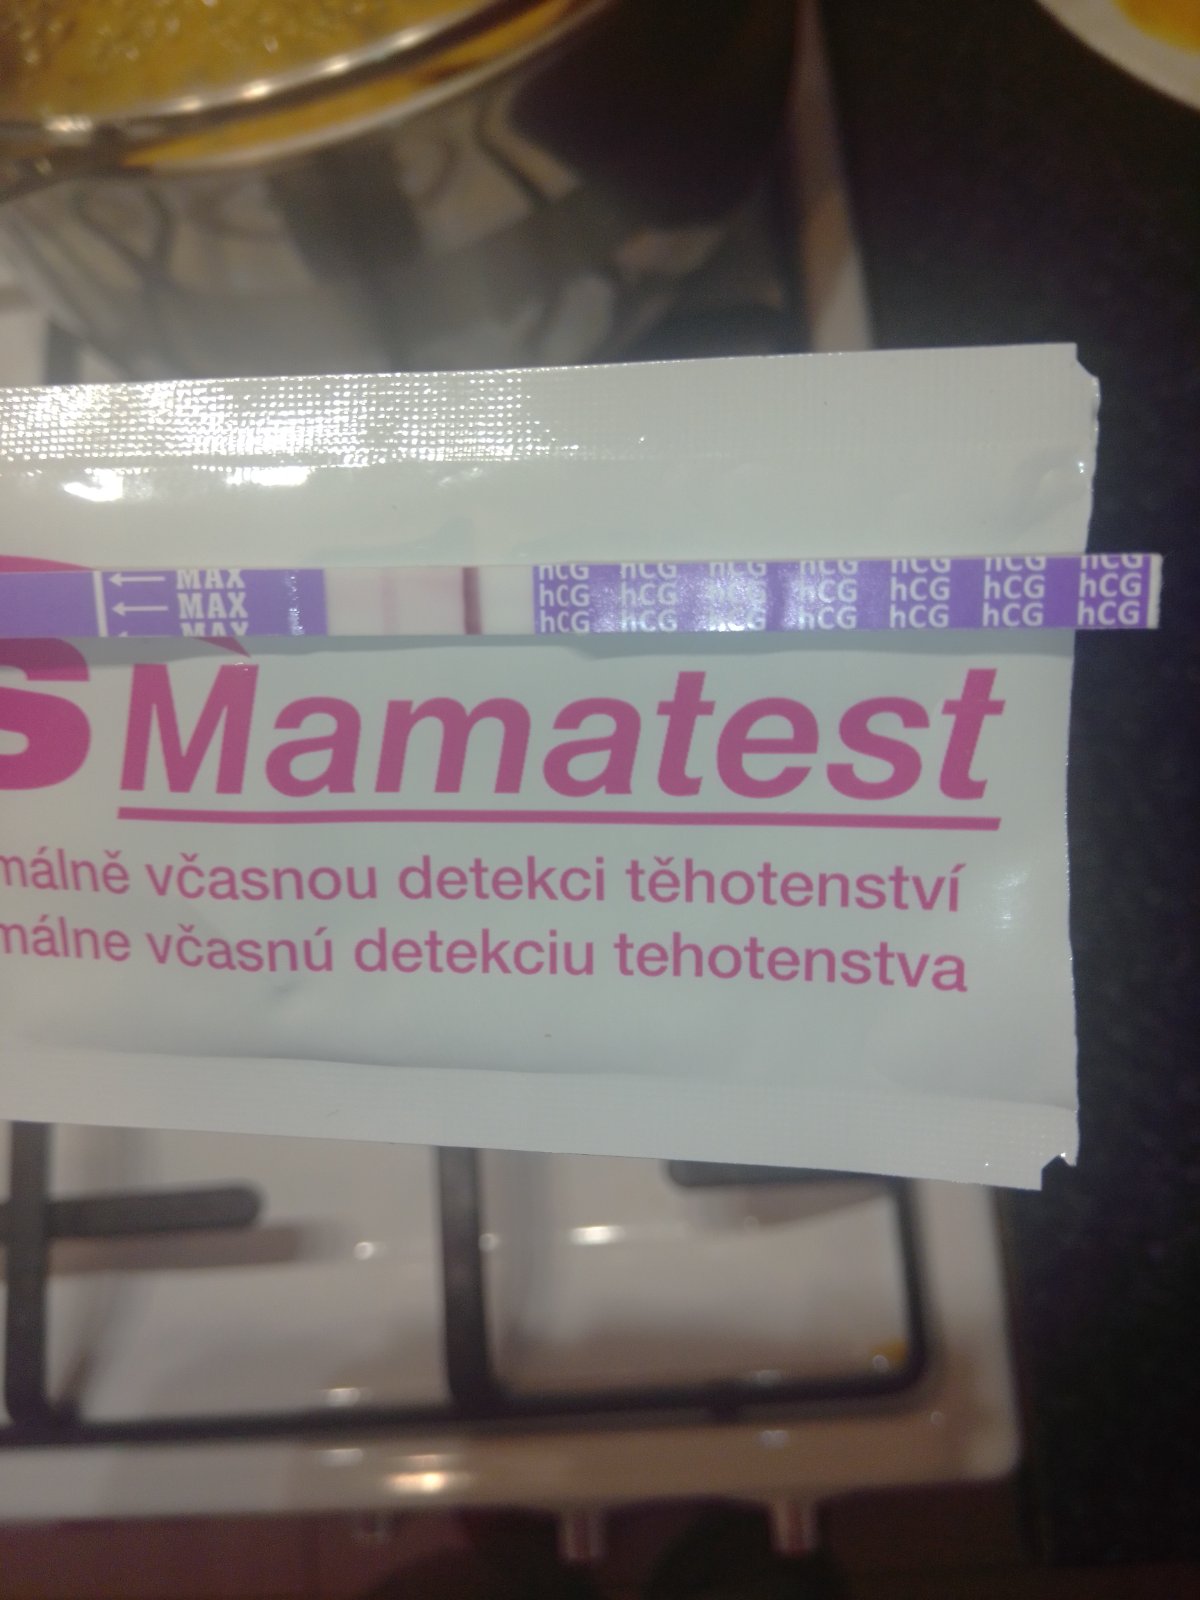 MAX hCG hCG hCG hCG hCG hCG hCG
MAX hCG hCG hCG hCG hCG hCG hCG
MAX hCG hCG hCG hCG hCG hCG hCG
s Mamatest
málně včasnou detekci těhotenství
málne včasnú detekciu tehotenstva